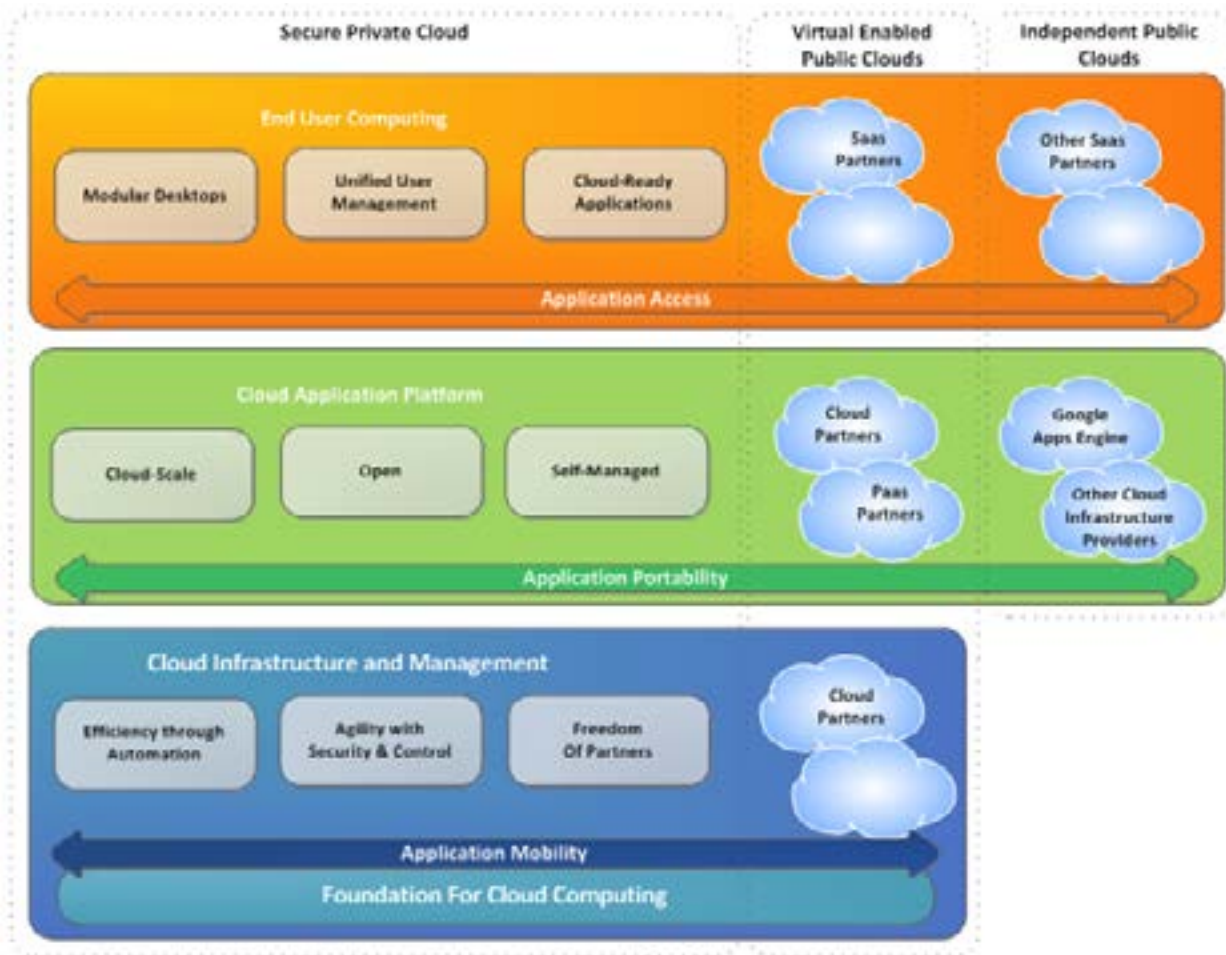 Secure Private Cloud
Virtual Enabled
Public Clouds
Independent Public
Clouds
End User Computing
Modular Desktops
Unified User
Management
Cloud-Ready
Applications
Saas
Partners
Other Saas
Partners
Application Access
Cloud Application Platform
Cloud-Scale
Open
Self-Managed
Cloud
Partners
Paas
Partners
Google
Apps Engine
Other Cloud
Infrastructure
Providers
Application Portability
Cloud Infrastructure and Management
Efficiency through
Automation
Agility with
Security & Control
Freedom
Of Partners
Cloud
Partners
Application Mobility
Foundation For Cloud Computing